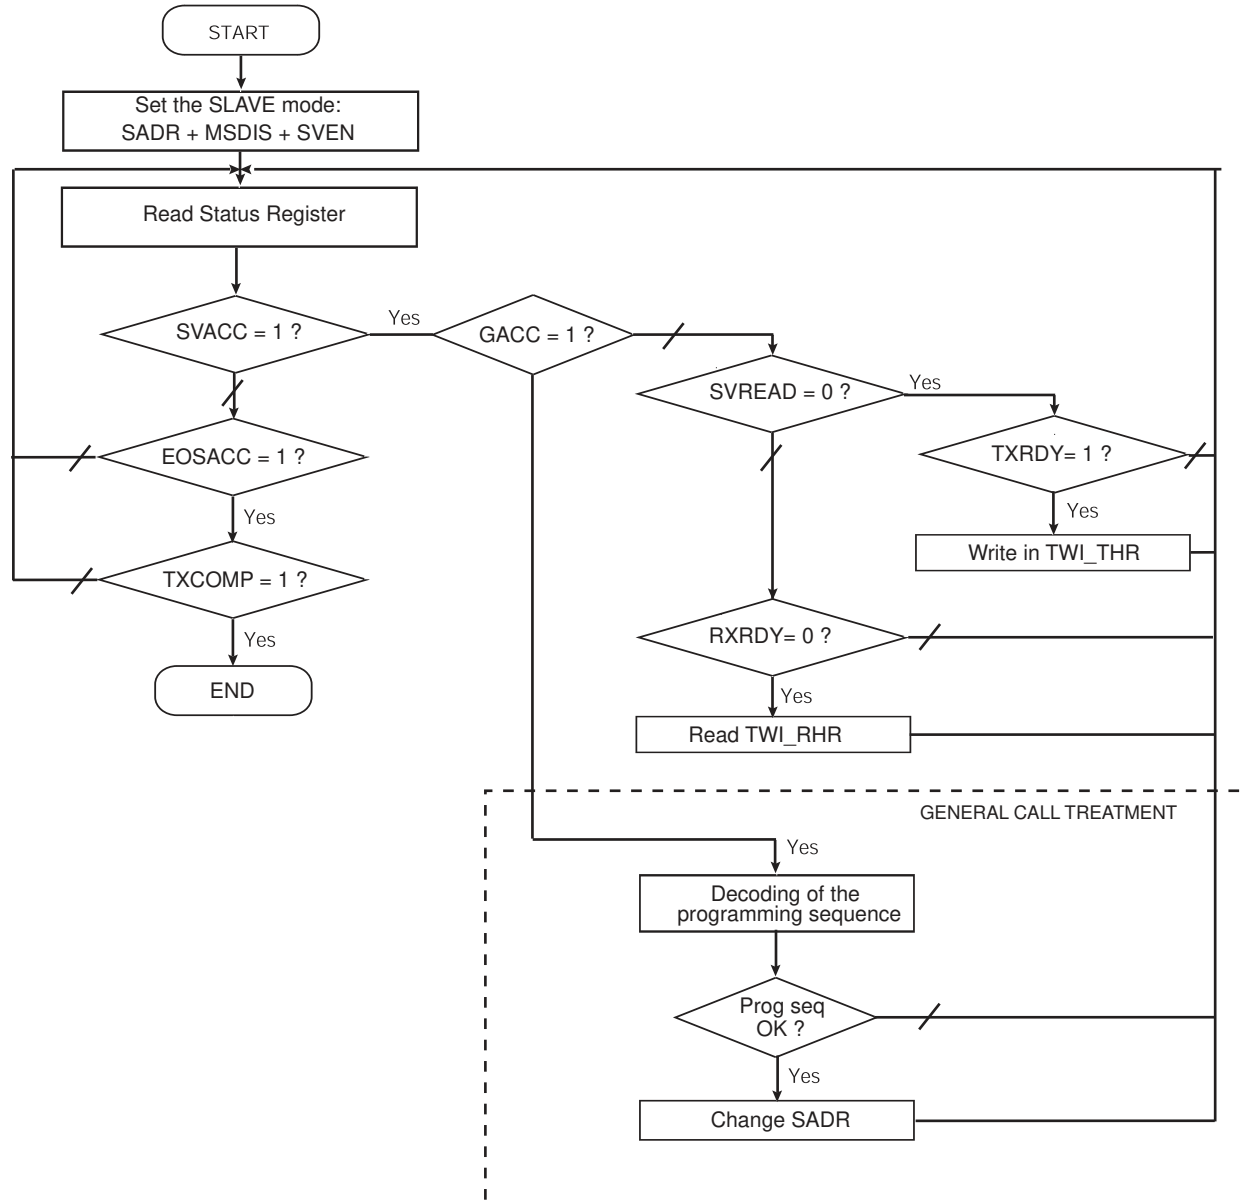 START
Set the SLAVE mode:
SADR + MSDIS + SVEN
Read Status Register
SVACC = 1 ?
Yes
GACC = 1 ?
SVREAD = 0 ?
Yes
EOSACC = 1 ?
TXRDY= 1 ?
Yes
Yes
Write in TWI_THR
TXCOMP = 1 ?
Yes
RXRDY= 0 ?
END
Yes
Read TWI_RHR
GENERAL CALL TREATMENT
Yes
Decoding of the
programming sequence
Prog seq
OK ?
Yes
Change SADR